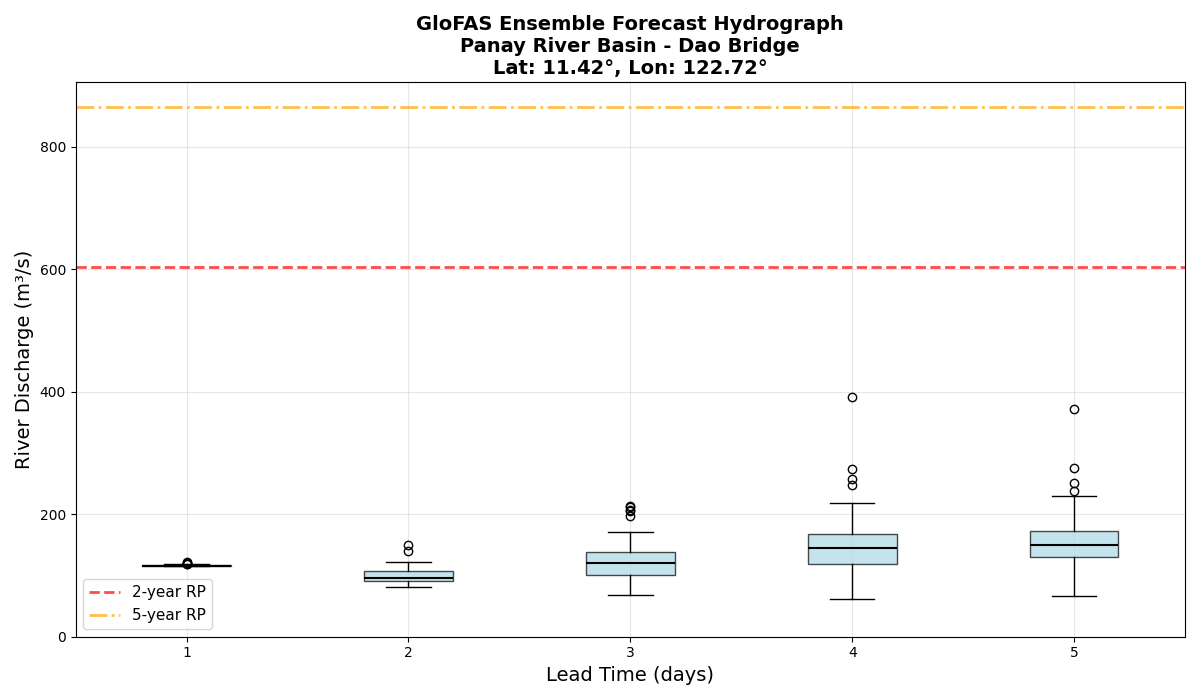 GloFAS Ensemble Forecast Hydrograph
Panay River Basin - Dao Bridge
Lat: 11.42°, Lon: 122.72°
River Discharge (m³/s)
800
600
400
200
0
2-year RP
5-year RP
1 2 3 4 5
Lead Time (days)